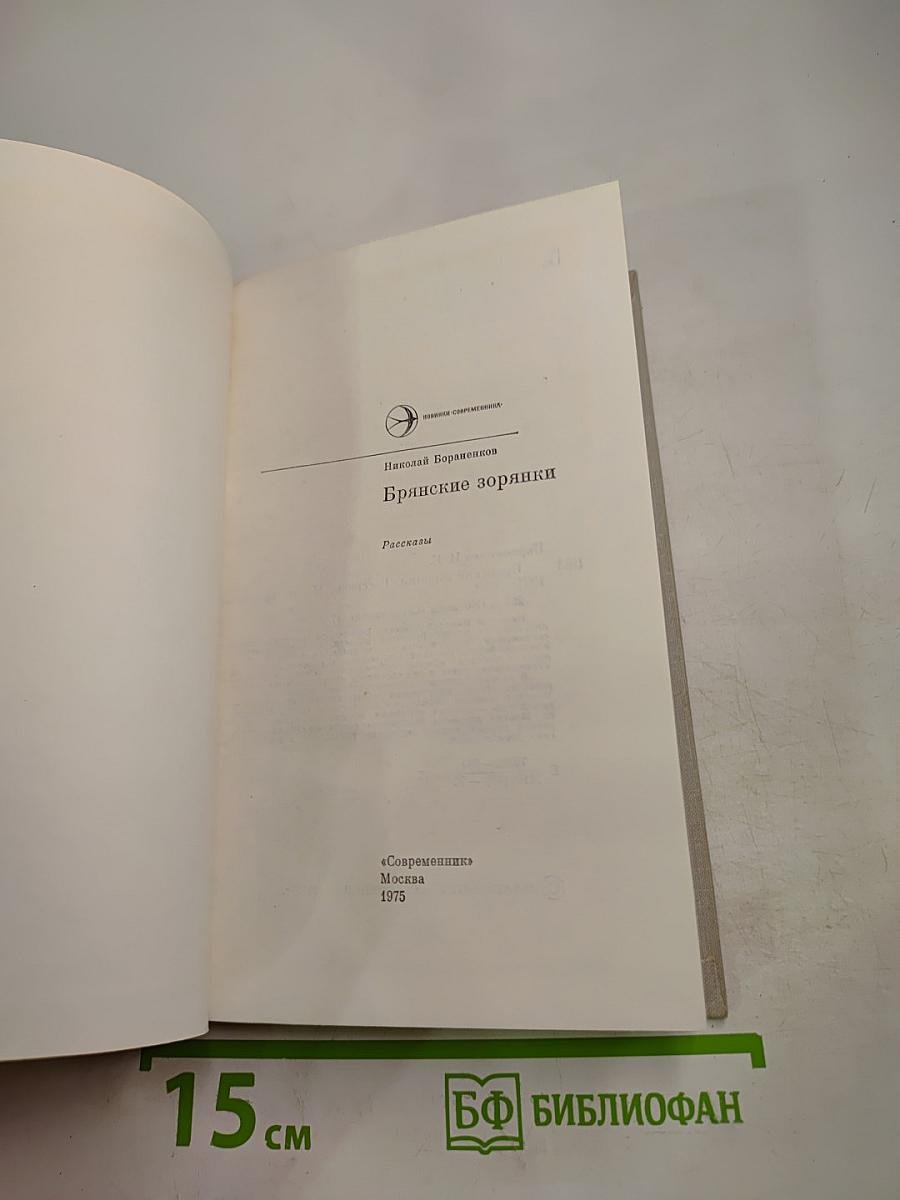 НОВИНКИ «СОВРЕМЕННИКА»
Николай Бораненков
Брянские зорянки
Рассказы
«Современник»
Москва
1975
15 см
БФ БИБЛИОФАН